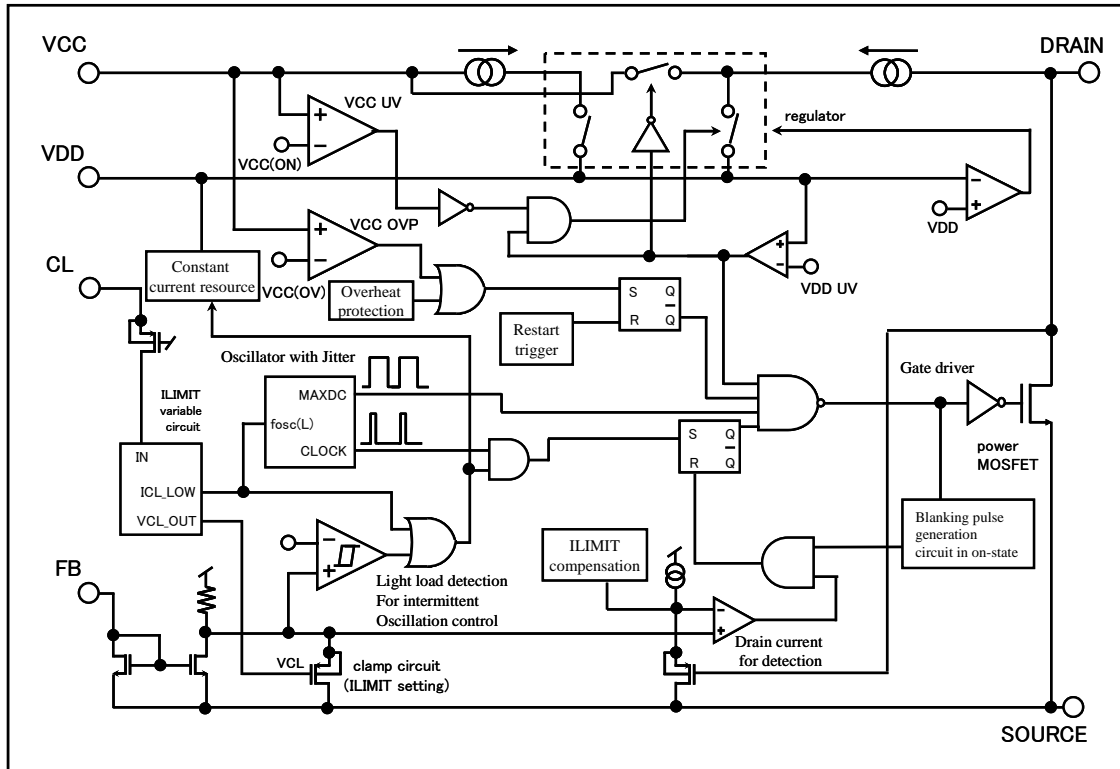 VCC
DRAIN
VCC UV
+
−
VCC(ON)
regulator
VDD
−
+
VDD
VCC OVP
+
−
VCC(OV)
+
−
VDD UV
CL
Constant
current resource
Overheat
protection
S Q
R Q
Restart
trigger
Oscillator with Jitter
Gate driver
MAXDC
fosc(L)
CLOCK
ILIMIT
variable
circuit
S Q
R Q
power
MOSFET
IN
ICL_LOW
VCL_OUT
−
+
Blanking pulse
generation
circuit in on-state
ILIMIT
compensation
FB
Light load detection
For intermittent
Oscillation control
−
+
Drain current
for detection
VCL
clamp circuit
(ILIMIT setting)
SOURCE